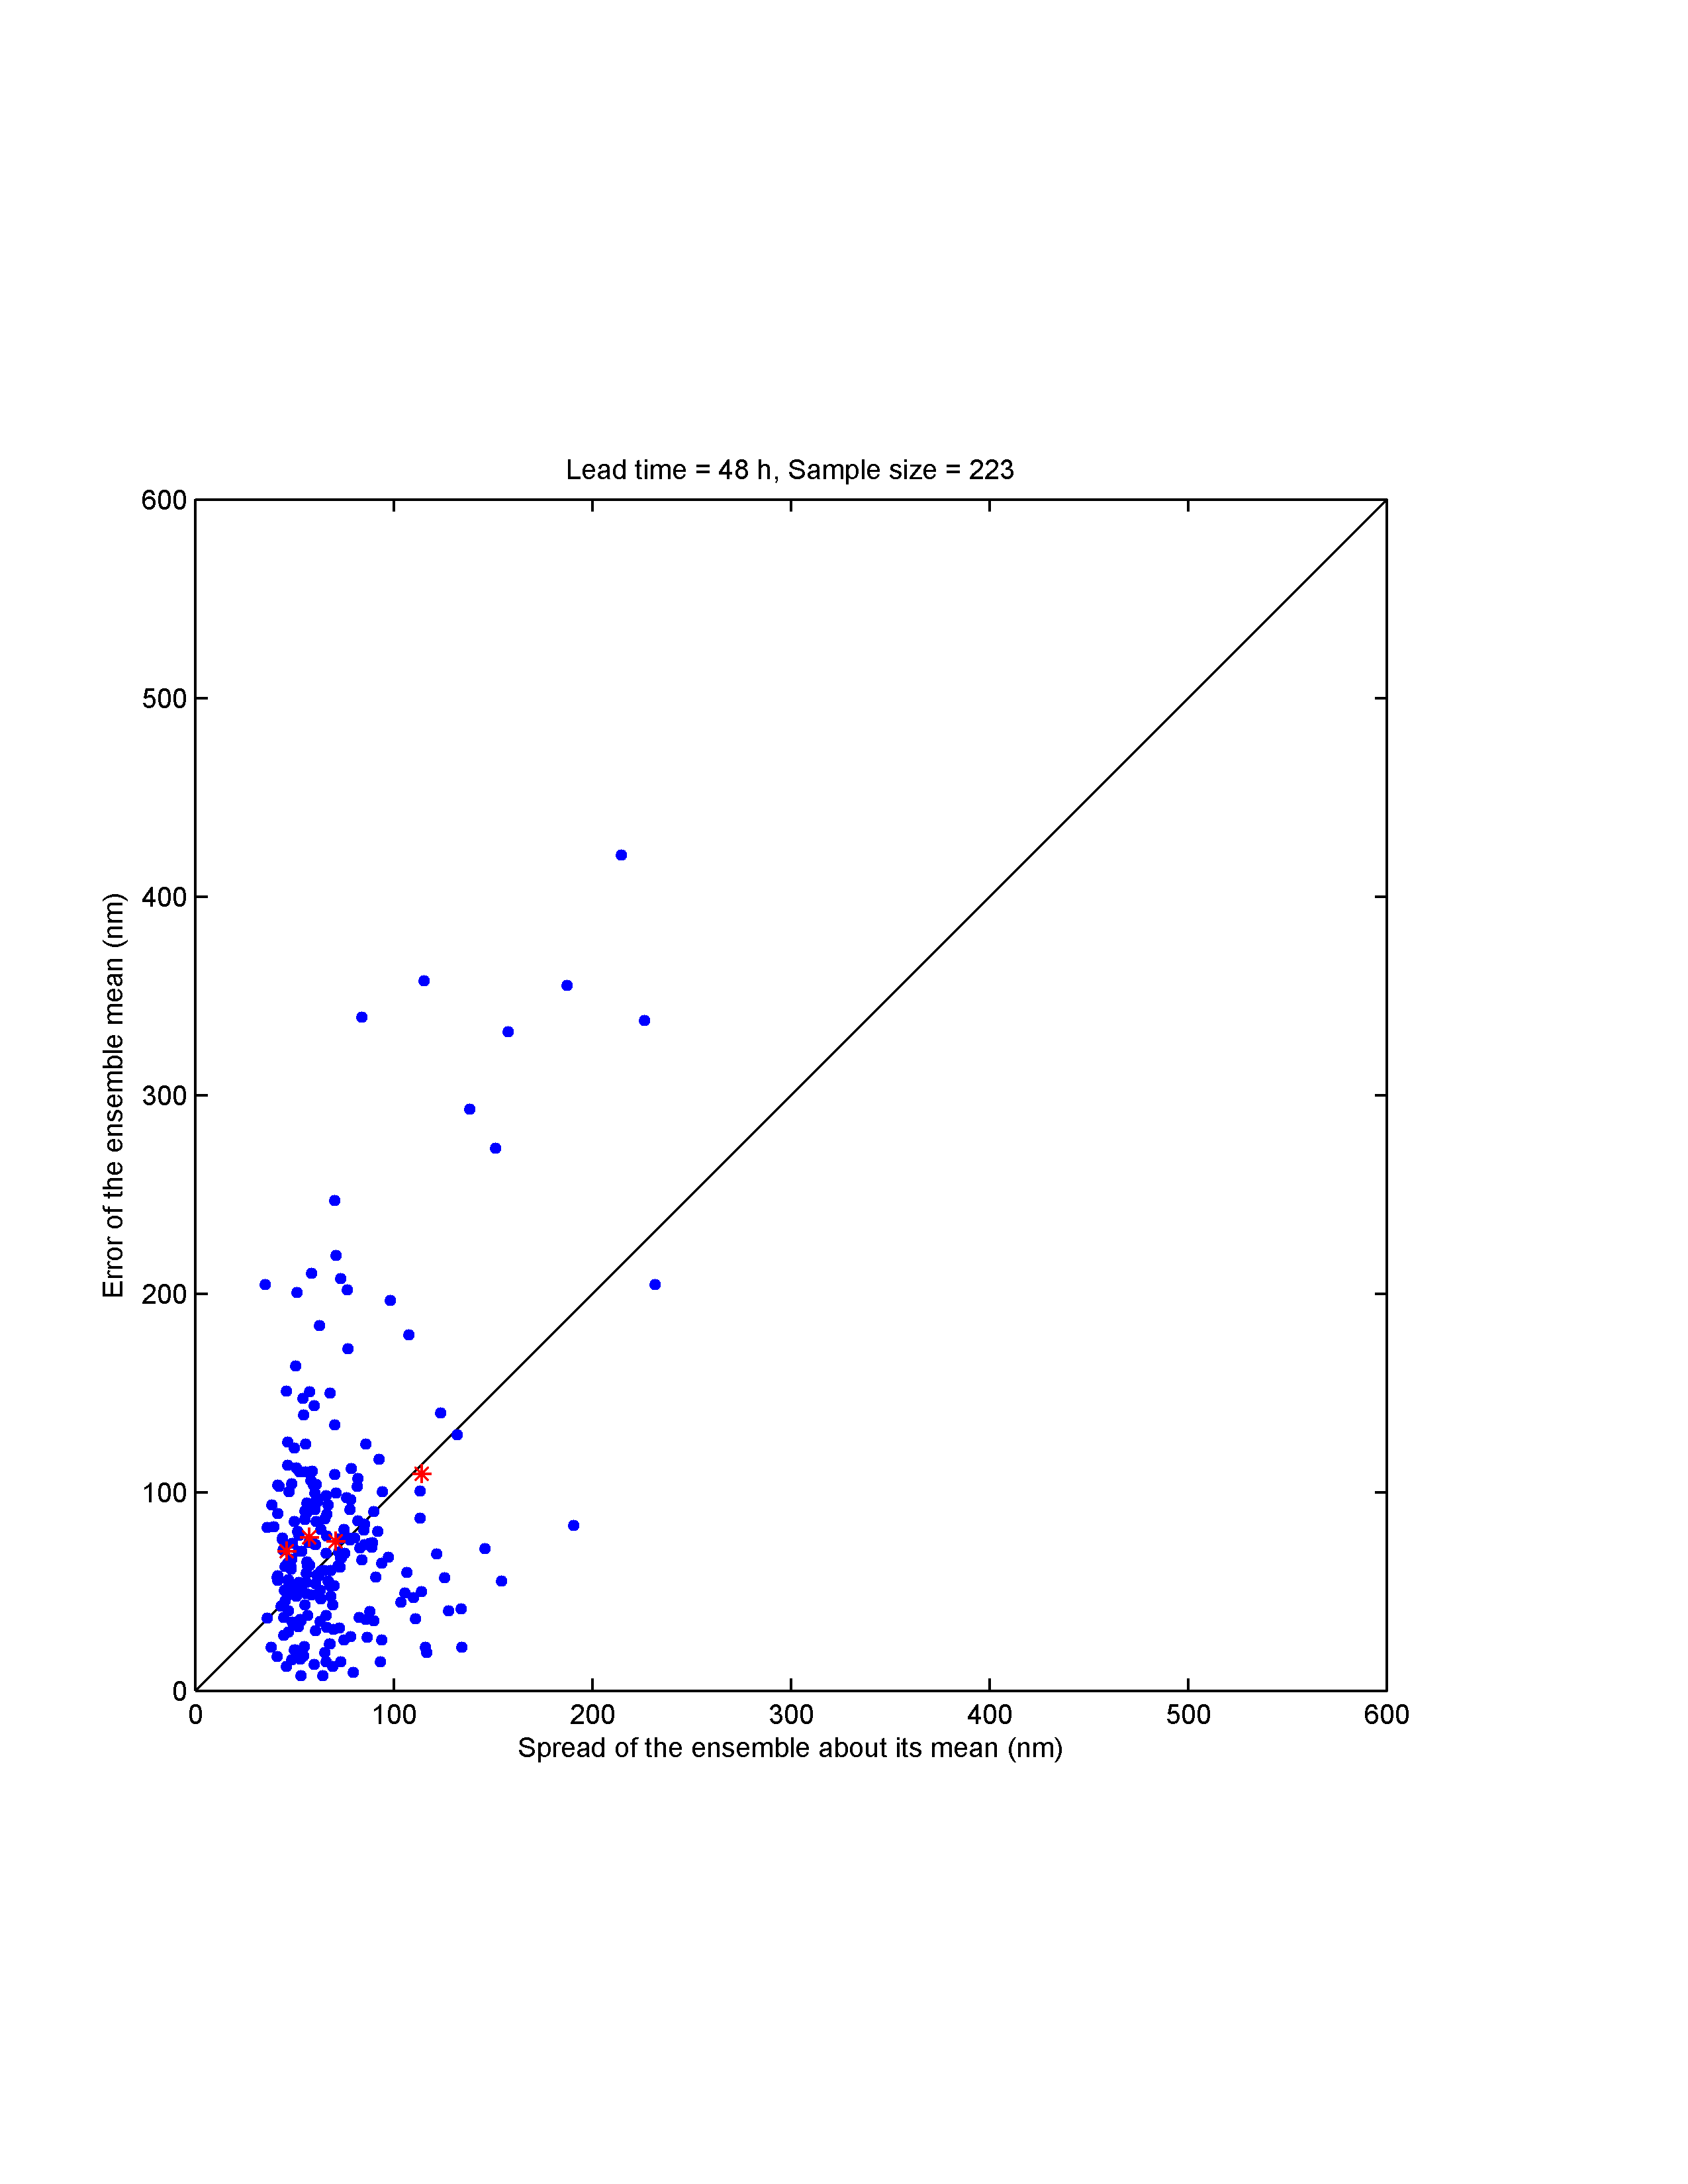 Lead time = 48 h, Sample size = 223
600
500
400
300
200
100
0
Error of the ensemble mean (nm)
0 100 200 300 400 500 600
Spread of the ensemble about its mean (nm)